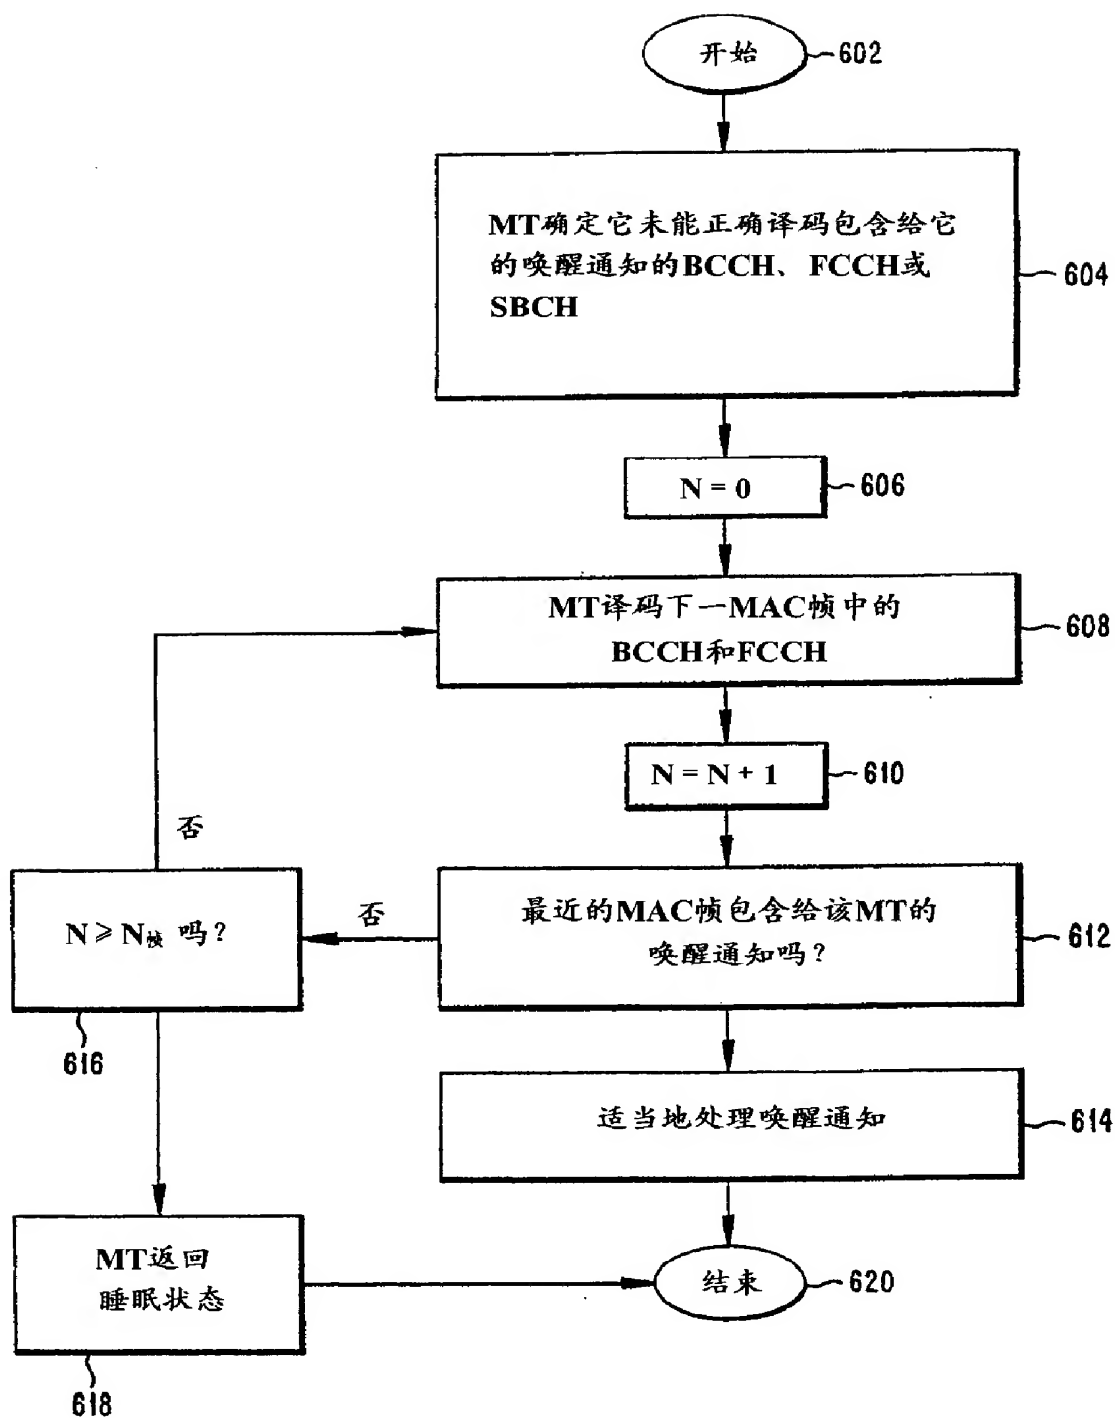 开始
602
MT确定它未能正确译码包含给它
的唤醒通知的BCCH、FCCH或
SBCH
604
N = 0
606
MT译码下一MAC帧中的
BCCH和FCCH
608
N = N + 1
610
否
N ≥ N帧 吗?
616
否
最近的MAC帧包含给该MT的
唤醒通知吗?
612
适当地处理唤醒通知
614
MT返回
睡眠状态
618
结束
620